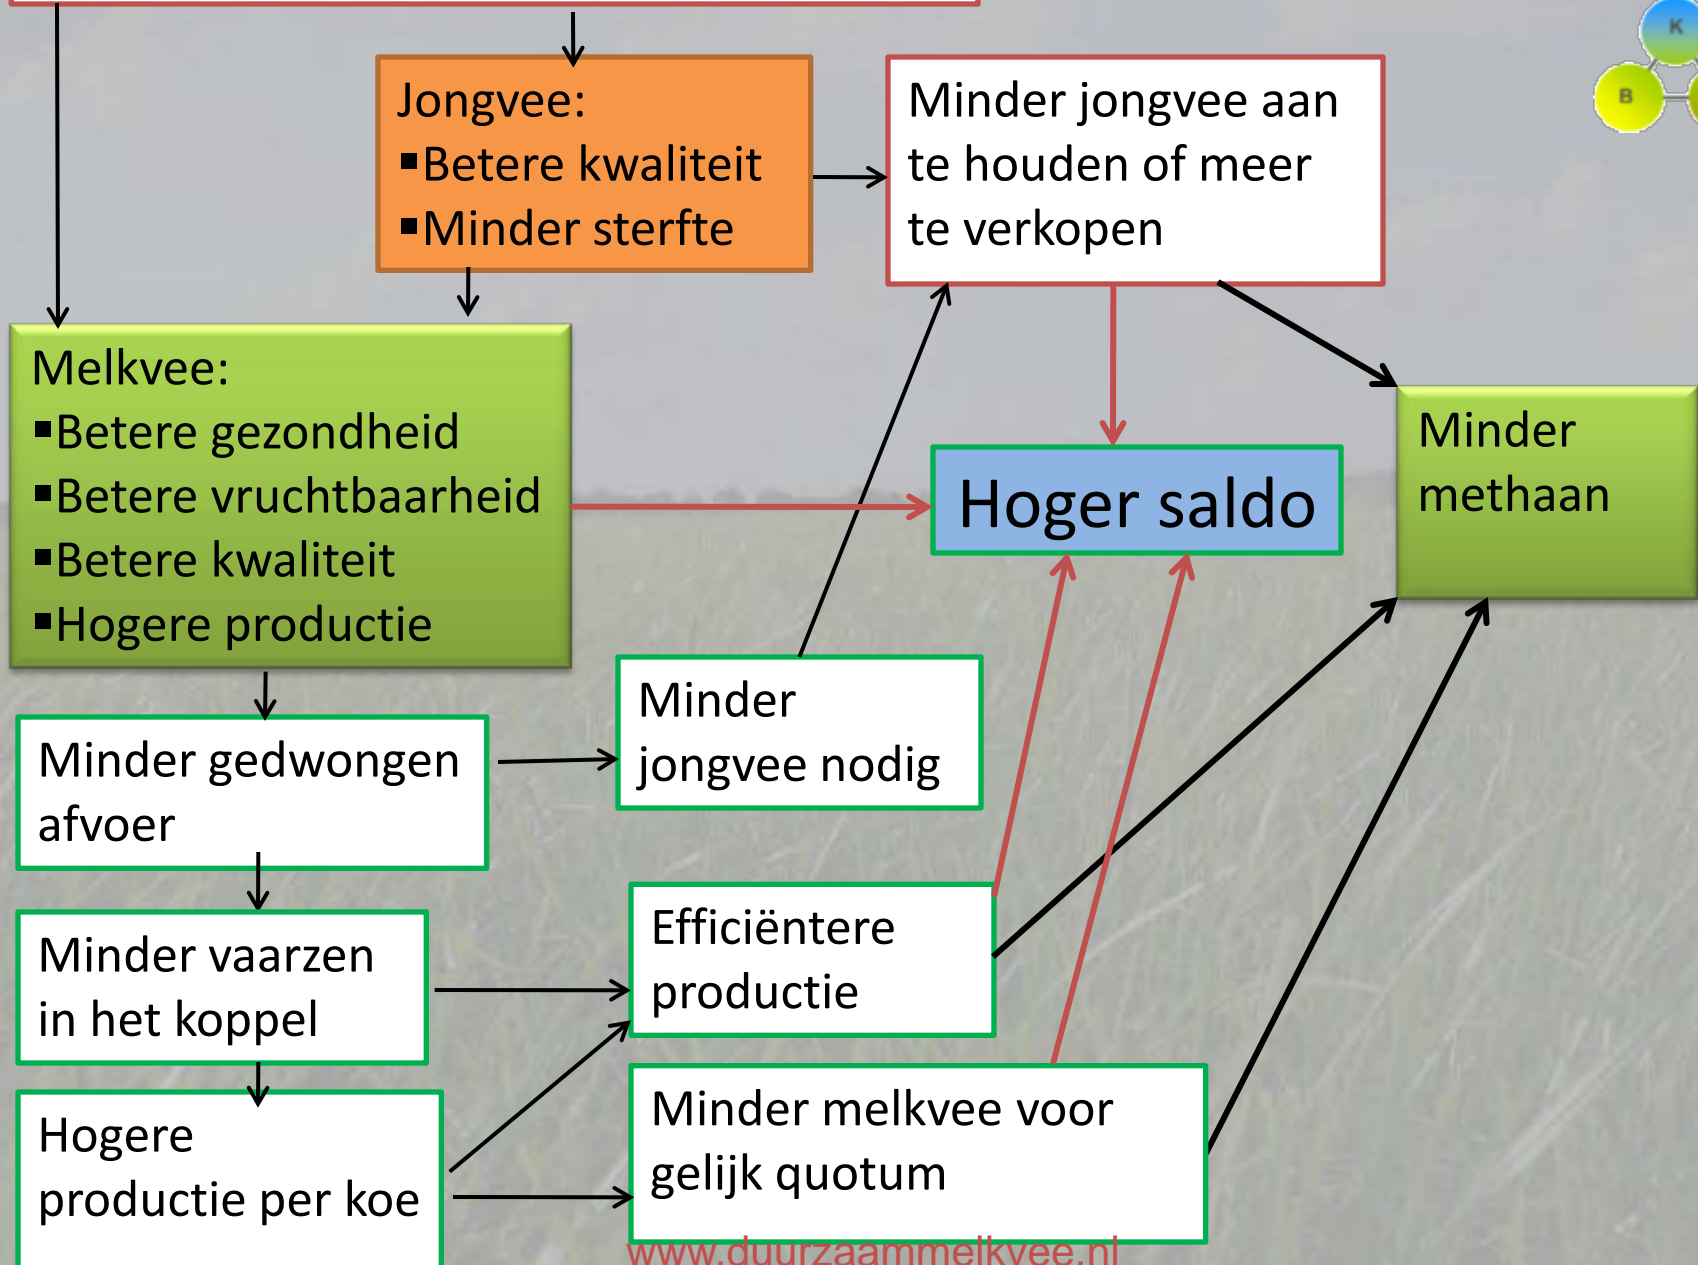 Jongvee:
▪Betere kwaliteit
▪Minder sterfte
Minder jongvee aan
te houden of meer
te verkopen
K
B
Melkvee:
▪Betere gezondheid
▪Betere vruchtbaarheid
▪Betere kwaliteit
▪Hogere productie
Hoger saldo
Minder
methaan
Minder gedwongen
afvoer
Minder
jongvee nodig
Minder vaarzen
in het koppel
Efficiëntere
productie
Hogere
productie per koe
Minder melkvee voor
gelijk quotum
www.duurzaammelkvee.nl